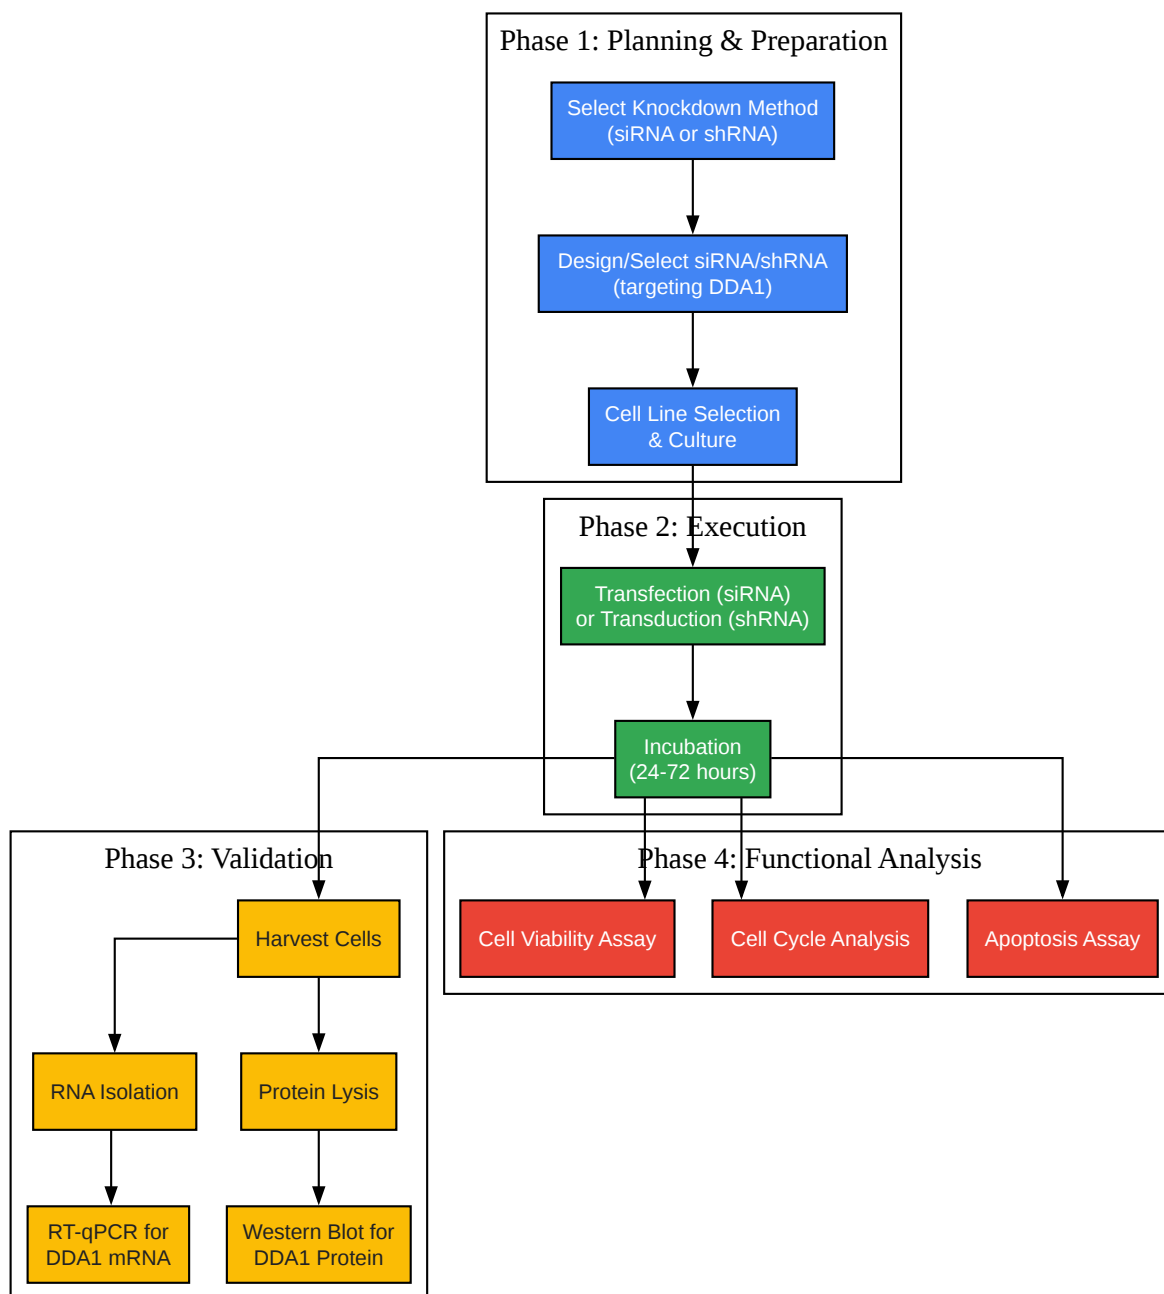 Phase 1: Planning & Preparation
Select Knockdown Method
(siRNA or shRNA)
Design/Select siRNA/shRNA
(targeting DDA1)
Cell Line Selection
& Culture
Phase 2: Execution
Transfection (siRNA)
or Transduction (shRNA)
Incubation
(24-72 hours)
Phase 3: Validation
Harvest Cells
RNA Isolation
Protein Lysis
RT-qPCR for
DDA1 mRNA
Western Blot for
DDA1 Protein
Phase 4: Functional Analysis
Cell Viability Assay
Cell Cycle Analysis
Apoptosis Assay